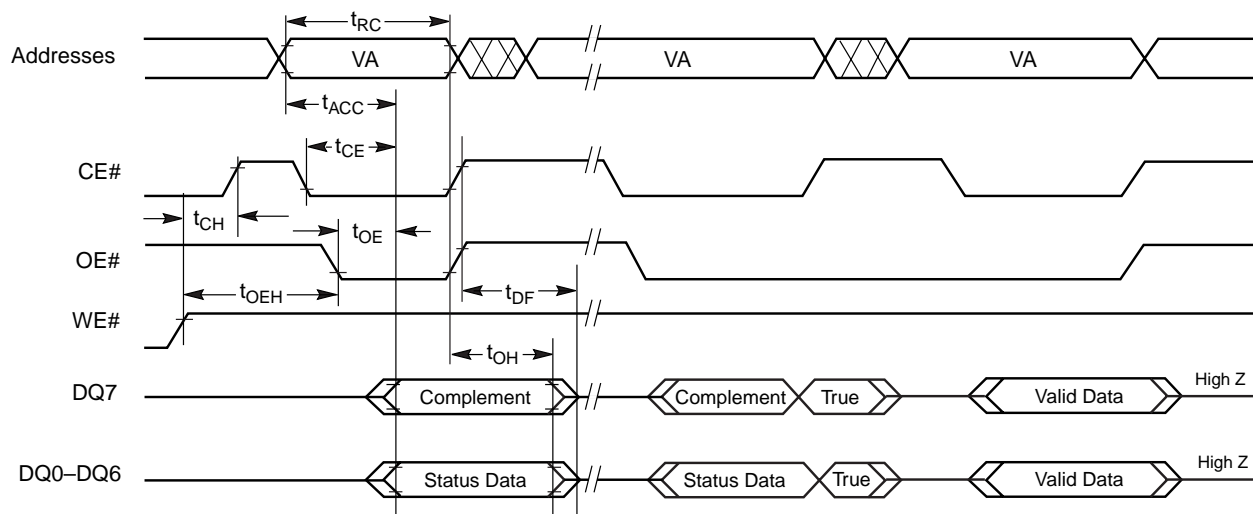 tRC
Addresses VA VA VA
tACC
tCE
CE#
tCH tOE
OE#
tOEH tDF
WE#
tOH
DQ7 Complement Complement True Valid Data High Z
DQ0–DQ6 Status Data Status Data True Valid Data High Z